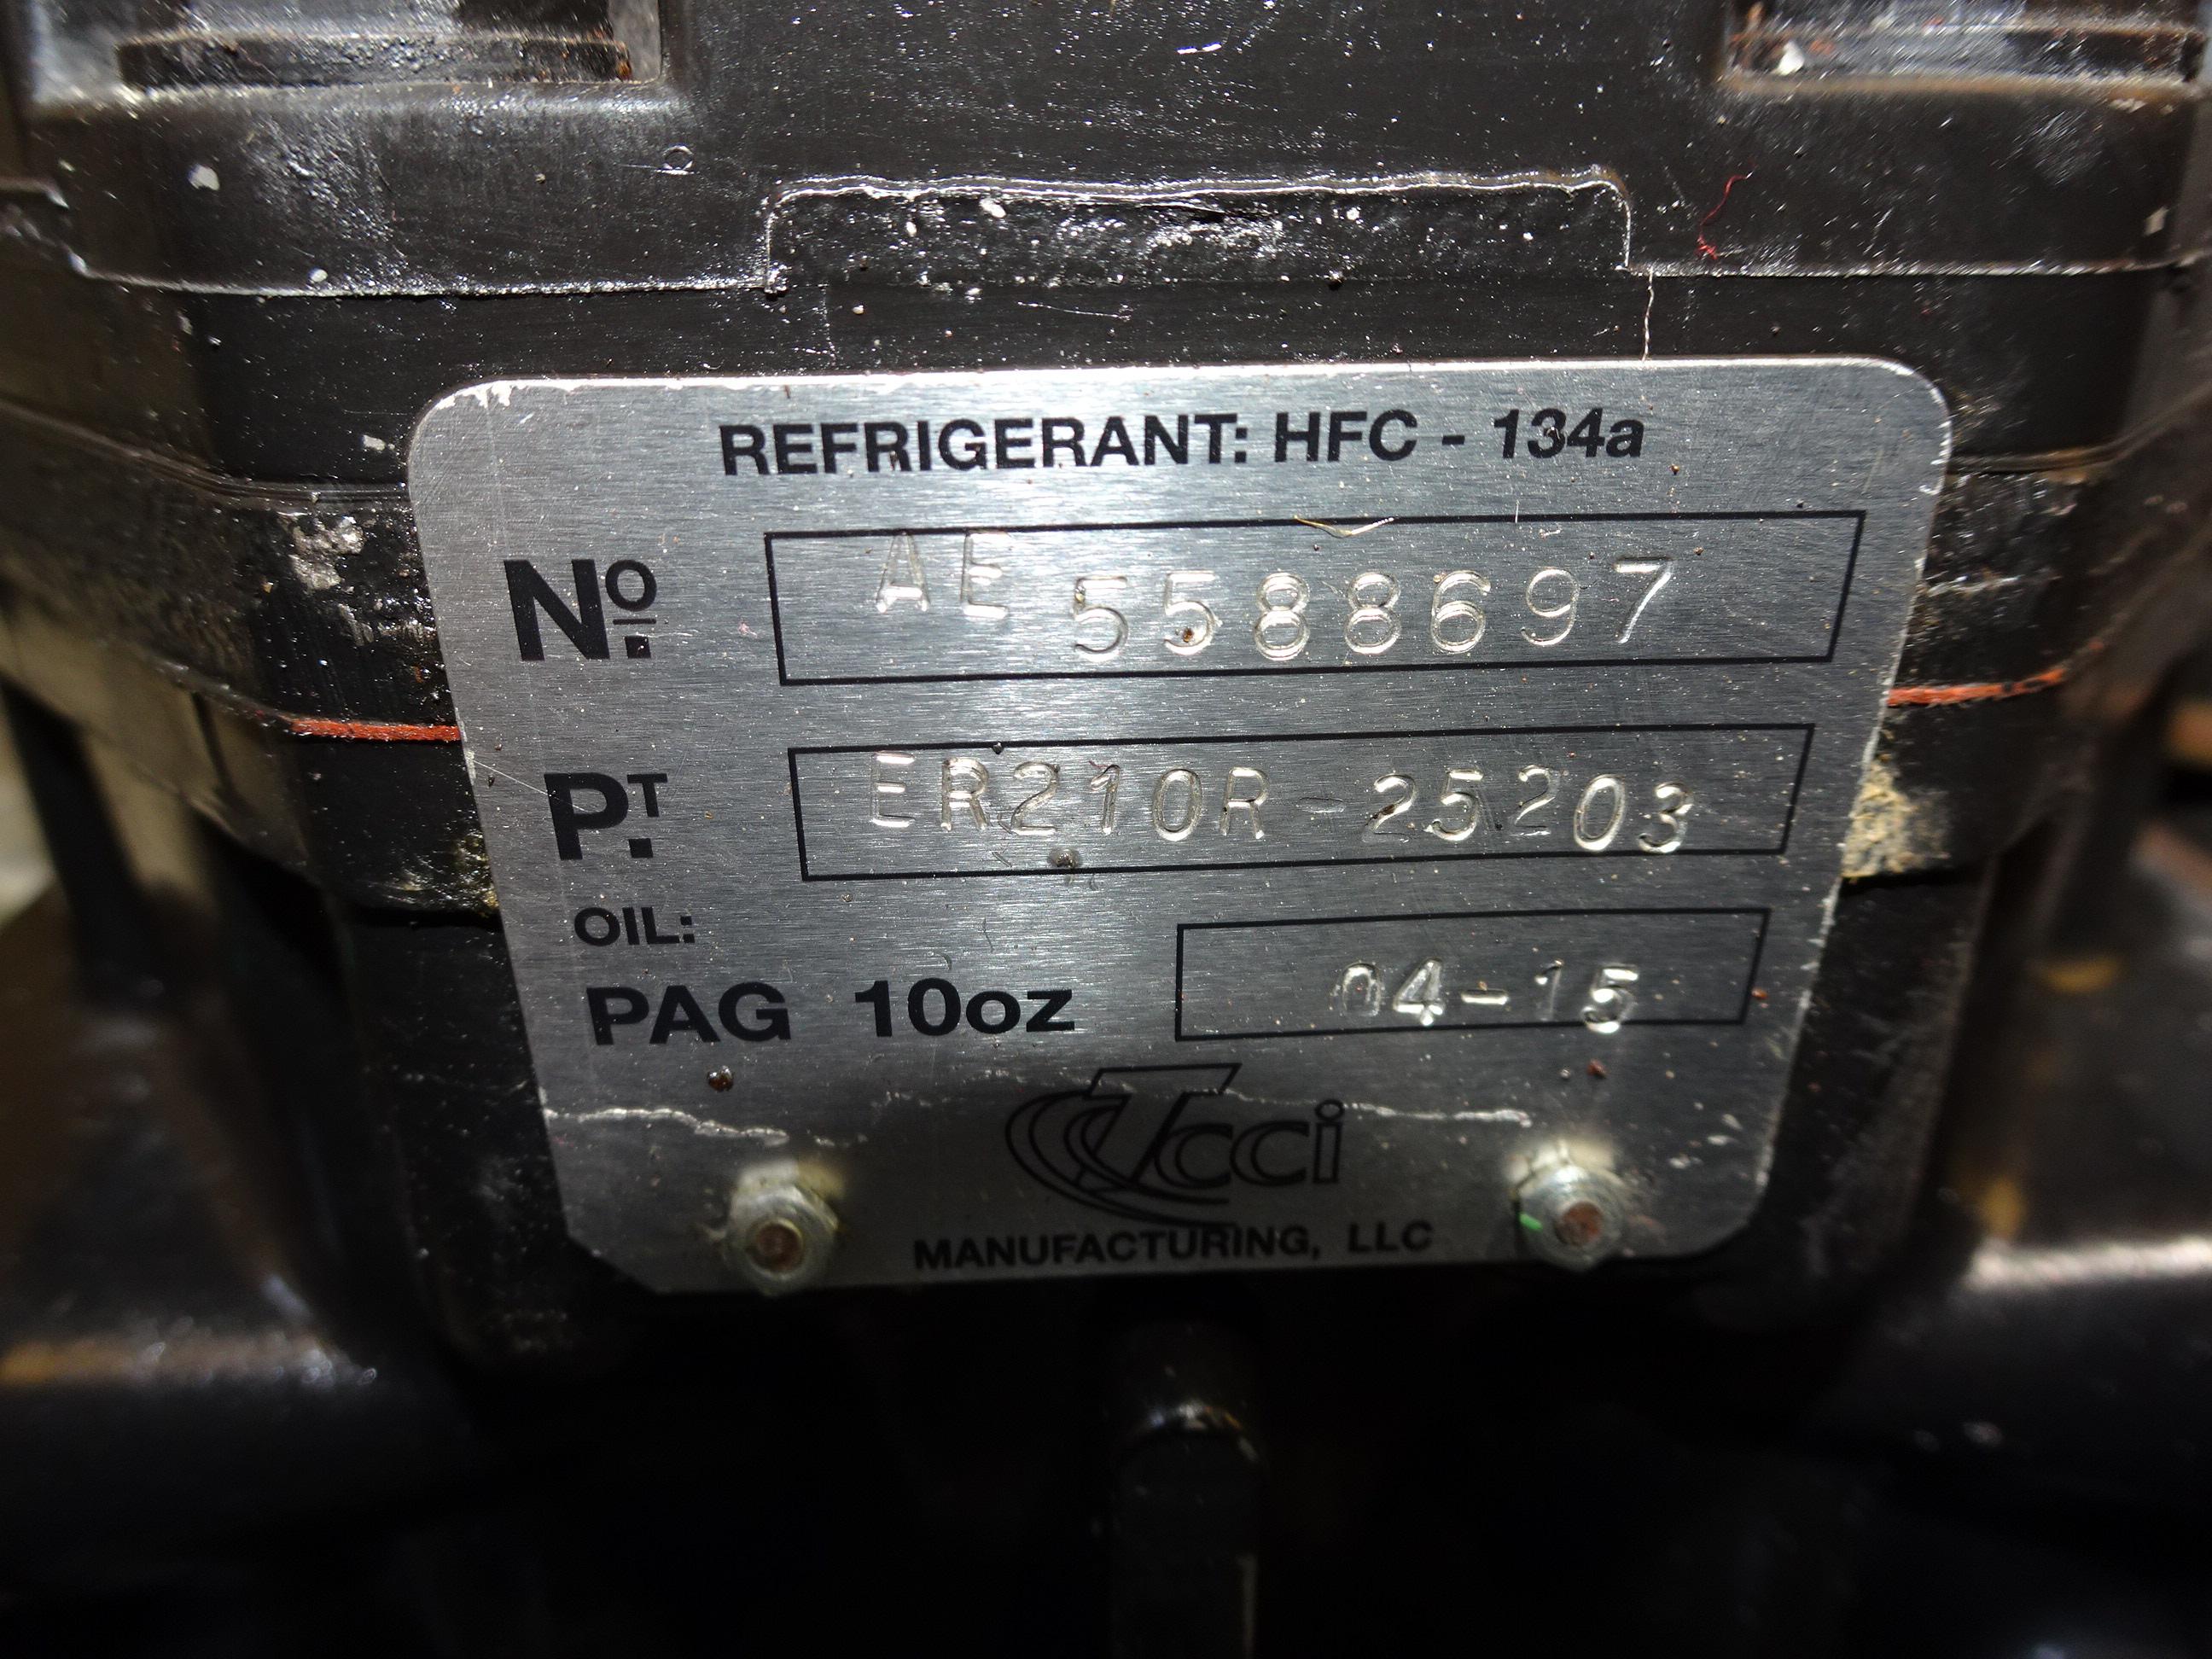 REFRIGERANT: HFC - 134a
Nº. AE 5588697
PT. ER210R-25203
OIL:
PAG 10oz 04-15
Tcci
MANUFACTURING, LLC